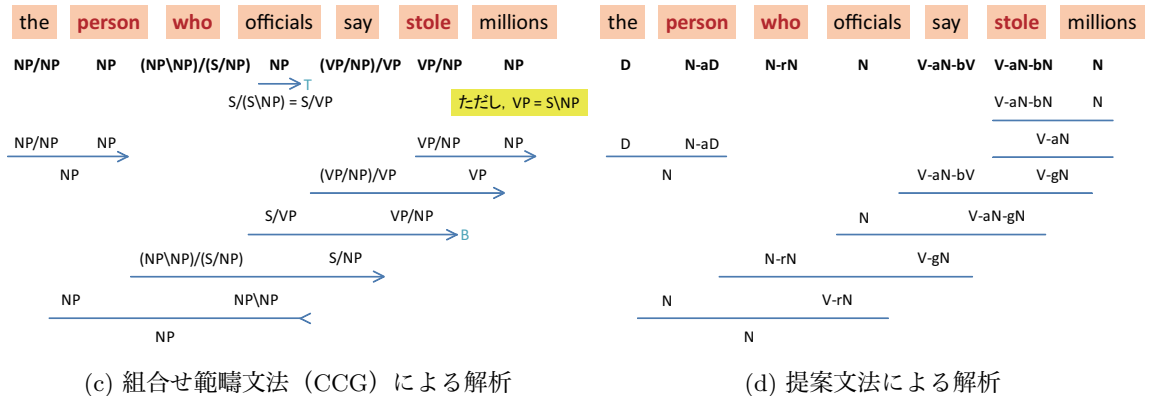 the person who officials say stole millions
NP/NP NP (NP\NP)/(S/NP) NP (VP/NP)/VP VP/NP NP
T
S/(S\NP) = S/VP
ただし, VP = S\NP
NP/NP NP VP/NP NP
NP (VP/NP)/VP VP
S/VP VP/NP
B
(NP\NP)/(S/NP) S/NP
NP NP\NP
NP
(c) 組合せ範疇文法（CCG）による解析
the person who officials say stole millions
D N-aD N-rN N V-aN-bV V-aN-bN N
V-aN-bN N
D N-aD V-aN
N V-aN-bV V-gN
N V-aN-gN
N-rN V-gN
N V-rN
N
(d) 提案文法による解析